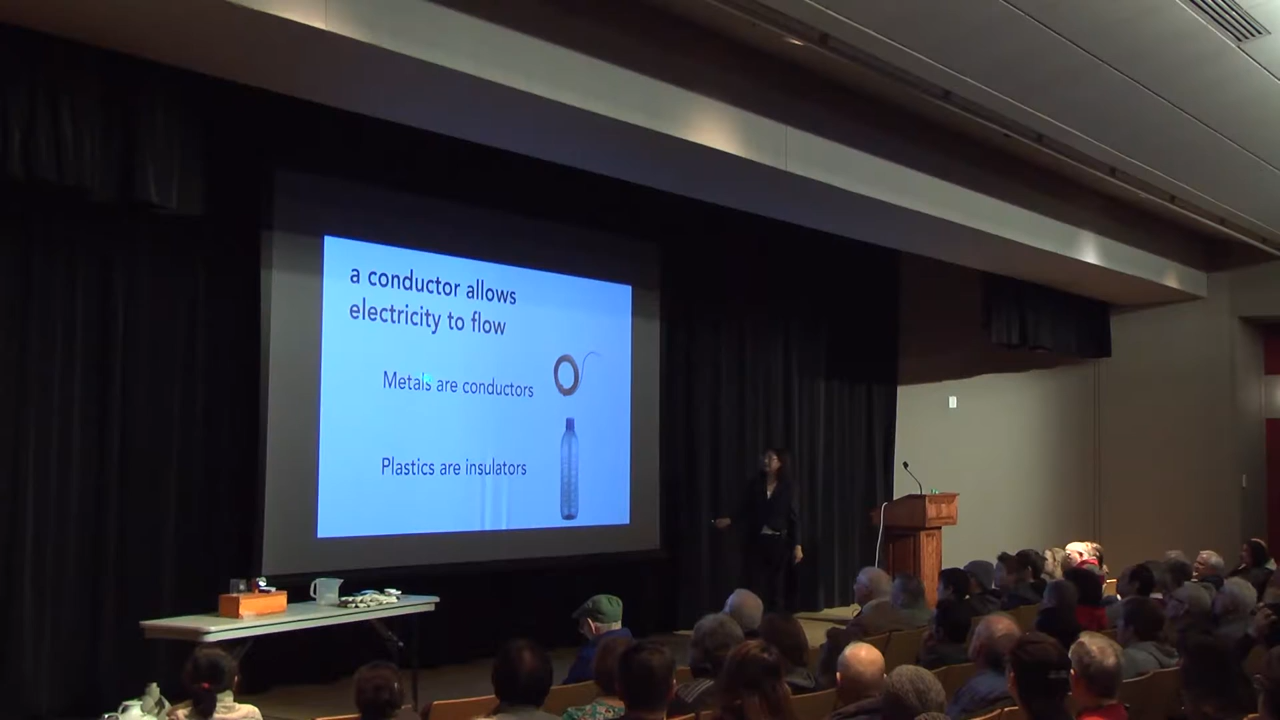 a conductor allows
electricity to flow
Metals are conductors
Plastics are insulators